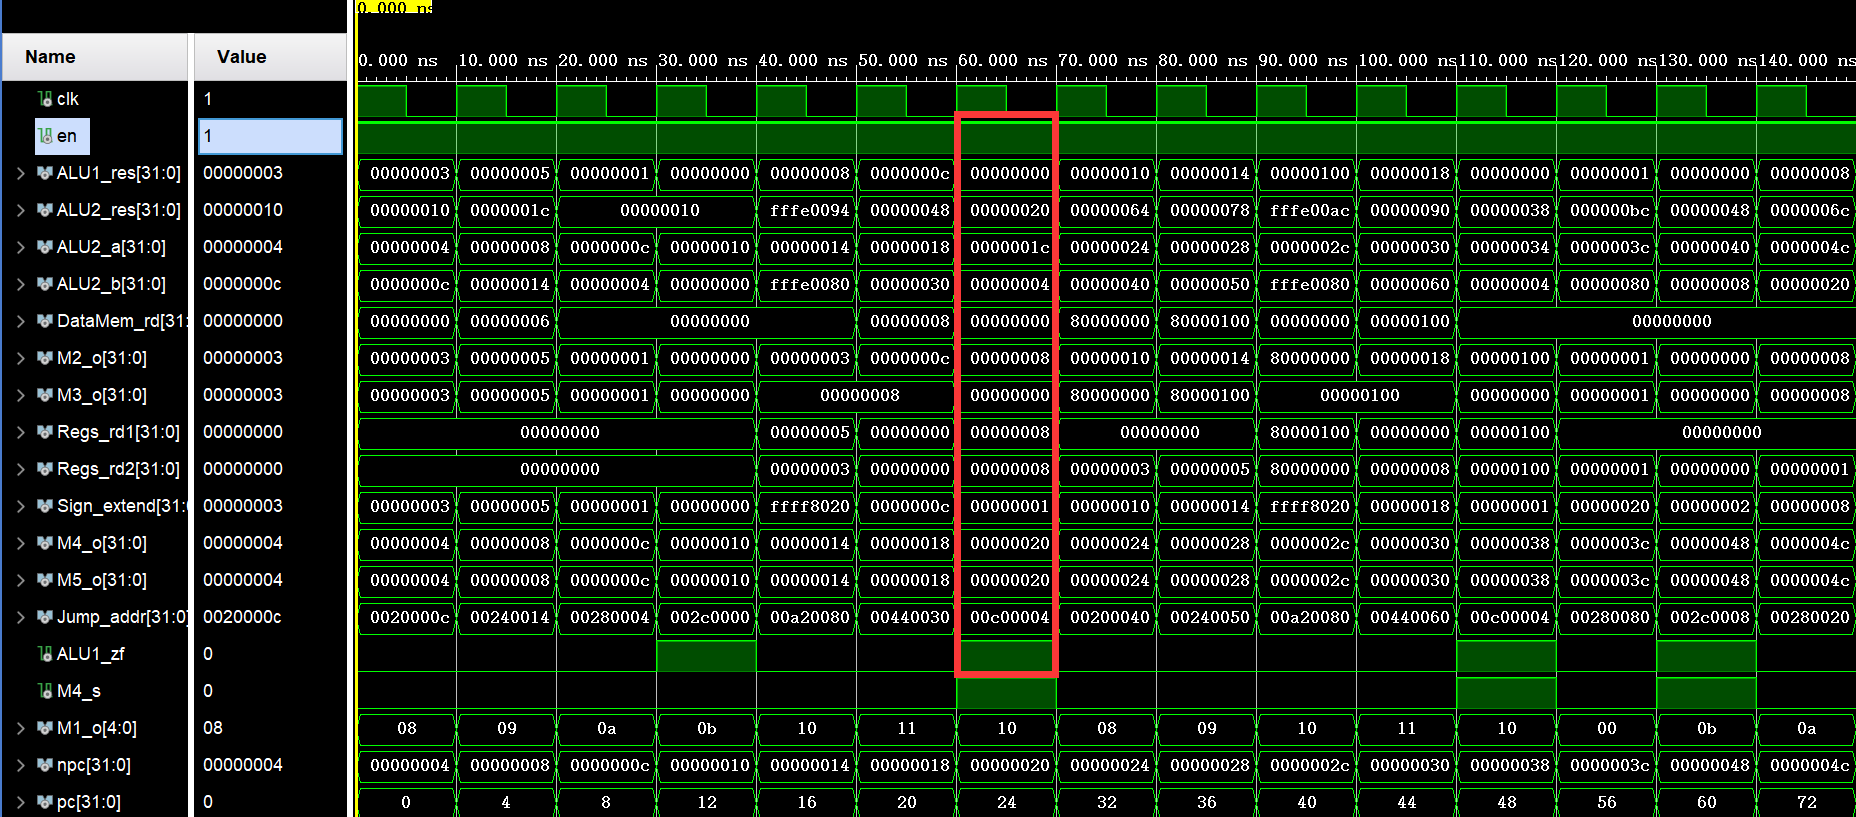 0.000 ns
Name Value
0.000 ns 10.000 ns 20.000 ns 30.000 ns 40.000 ns 50.000 ns 60.000 ns 70.000 ns 80.000 ns 90.000 ns 100.000 ns 110.000 ns 120.000 ns 130.000 ns 140.000 ns
clk 1
en 1
ALU1_res[31:0] 00000003 00000003 00000005 00000001 00000000 00000008 0000000c 00000000 00000010 00000014 00000100 00000018 00000000 00000001 00000000 00000008
ALU2_res[31:0] 00000010 00000010 0000001c 00000010 fffe0094 00000048 00000020 00000064 00000078 fffe00ac 00000090 00000038 000000bc 00000048 0000006c
ALU2_a[31:0] 00000004 00000004 00000008 0000000c 00000010 00000014 00000018 0000001c 00000024 00000028 0000002c 00000030 00000034 0000003c 00000040 0000004c
ALU2_b[31:0] 0000000c 0000000c 00000014 00000004 00000000 fffe0080 00000030 00000004 00000040 00000050 fffe0080 00000060 00000004 00000080 00000008 00000020
DataMem_rd[31: 00000000 00000000 00000006 00000000 00000008 00000000 80000000 80000100 00000000 00000100 00000000
M2_o[31:0] 00000003 00000003 00000005 00000001 00000000 00000003 0000000c 00000008 00000010 00000014 80000000 00000018 00000100 00000001 00000000 00000008
M3_o[31:0] 00000003 00000003 00000005 00000001 00000000 00000008 00000000 80000000 80000100 00000100 00000000 00000001 00000000 00000008
Regs_rd1[31:0] 00000000 00000000 00000005 00000000 00000008 00000000 80000100 00000000 00000100 00000000
Regs_rd2[31:0] 00000000 00000000 00000003 00000000 00000008 00000003 00000005 80000000 00000008 00000100 00000001 00000000 00000001
Sign_extend[31: 00000003 00000003 00000005 00000001 00000000 ffff8020 0000000c 00000001 00000010 00000014 ffff8020 00000018 00000001 00000020 00000002 00000008
M4_o[31:0] 00000004 00000004 00000008 0000000c 00000010 00000014 00000018 00000020 00000024 00000028 0000002c 00000030 00000038 0000003c 00000048 0000004c
M5_o[31:0] 00000004 00000004 00000008 0000000c 00000010 00000014 00000018 00000020 00000024 00000028 0000002c 00000030 00000038 0000003c 00000048 0000004c
Jump_addr[31:0] 0020000c 0020000c 00240014 00280004 002c0000 00a20080 00440030 00c00004 00200040 00240050 00a20080 00440060 00c00004 00280080 002c0008 00280020
ALU1_zf 0
M4_s 0
M1_o[4:0] 08 08 09 0a 0b 10 11 10 08 09 10 11 10 00 0b 0a
npc[31:0] 00000004 00000004 00000008 0000000c 00000010 00000014 00000018 00000020 00000024 00000028 0000002c 00000030 00000038 0000003c 00000048 0000004c
pc[31:0] 0 0 4 8 12 16 20 24 32 36 40 44 48 56 60 72